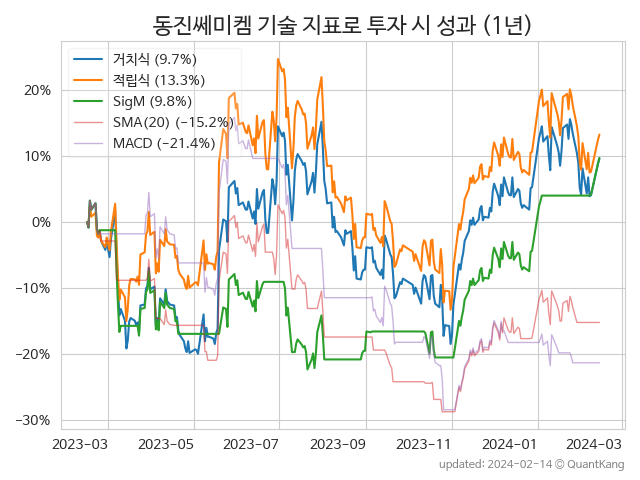 동진쎄미켐 기술 지표로 투자 시 성과 (1년)
거치식 (9.7%)
적립식 (13.3%)
SigM (9.8%)
SMA(20) (−15.2%)
MACD (−21.4%)
20%
10%
0%
−10%
−20%
−30%
2023-03 2023-05 2023-07 2023-09 2023-11 2024-01 2024-03
updated: 2024-02-14 © QuantKang